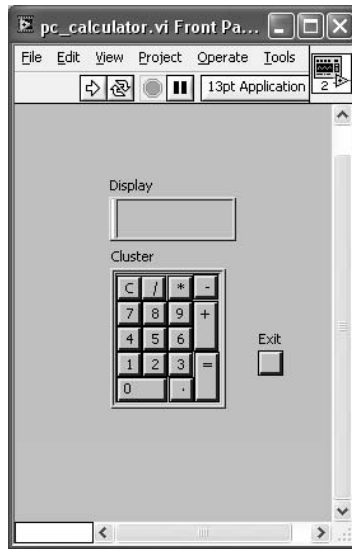 pc_calculator.vi Front Pa...
File Edit View Project Operate Tools
13pt Application
2
Display
Cluster
C / * -
7 8 9 +
4 5 6
1 2 3 =
0 .
Exit